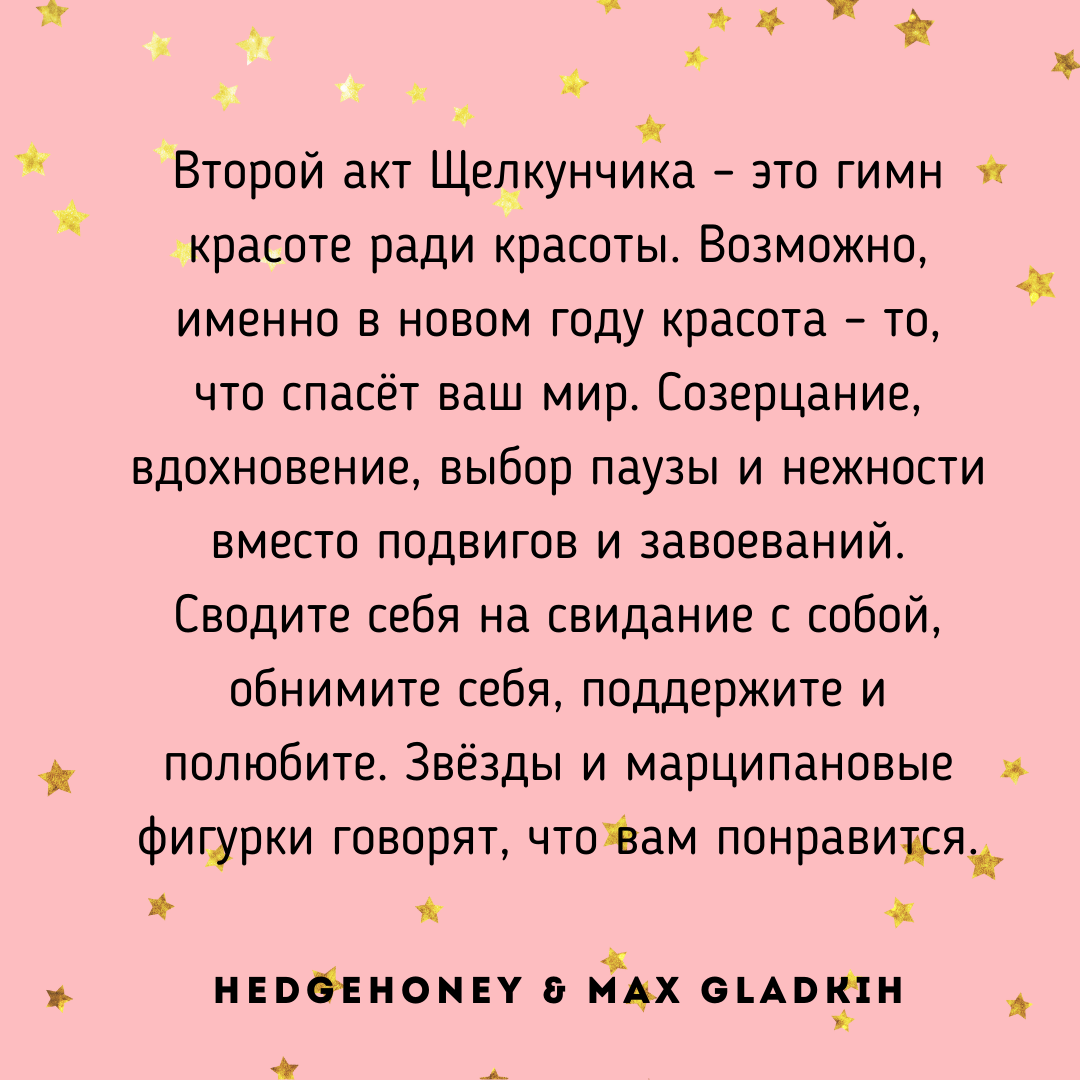 Второй акт Щелкунчика – это гимн
красоте ради красоты. Возможно,
именно в новом году красота – то,
что спасёт ваш мир. Созерцание,
вдохновение, выбор паузы и нежности
вместо подвигов и завоеваний.
Сводите себя на свидание с собой,
обнимите себя, поддержите и
полюбите. Звёзды и марципановые
фигурки говорят, что вам понравится.
HEDGEHONEY & MAX GLADKIH